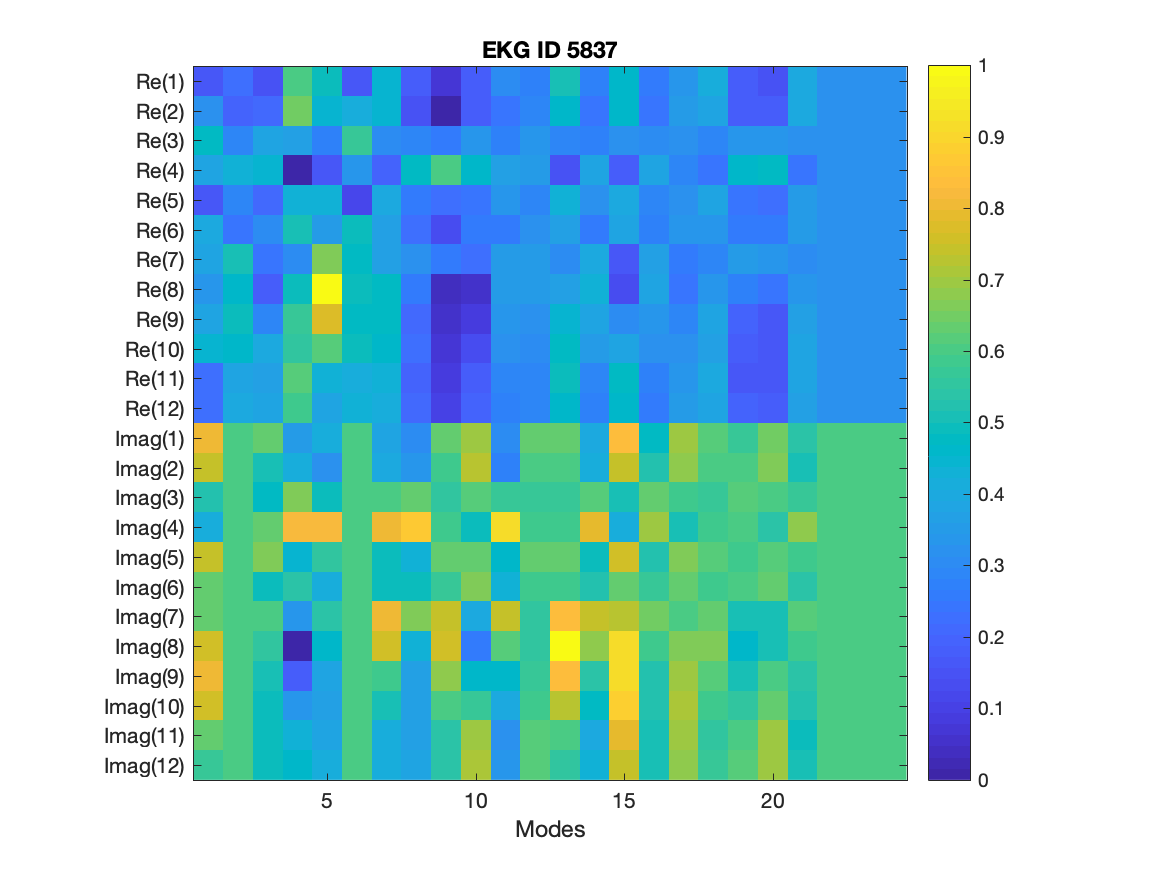 EKG ID 5837
Re(1)
Re(2)
Re(3)
Re(4)
Re(5)
Re(6)
Re(7)
Re(8)
Re(9)
Re(10)
Re(11)
Re(12)
Imag(1)
Imag(2)
Imag(3)
Imag(4)
Imag(5)
Imag(6)
Imag(7)
Imag(8)
Imag(9)
Imag(10)
Imag(11)
Imag(12)
5 10 15 20
Modes
1
0.9
0.8
0.7
0.6
0.5
0.4
0.3
0.2
0.1
0